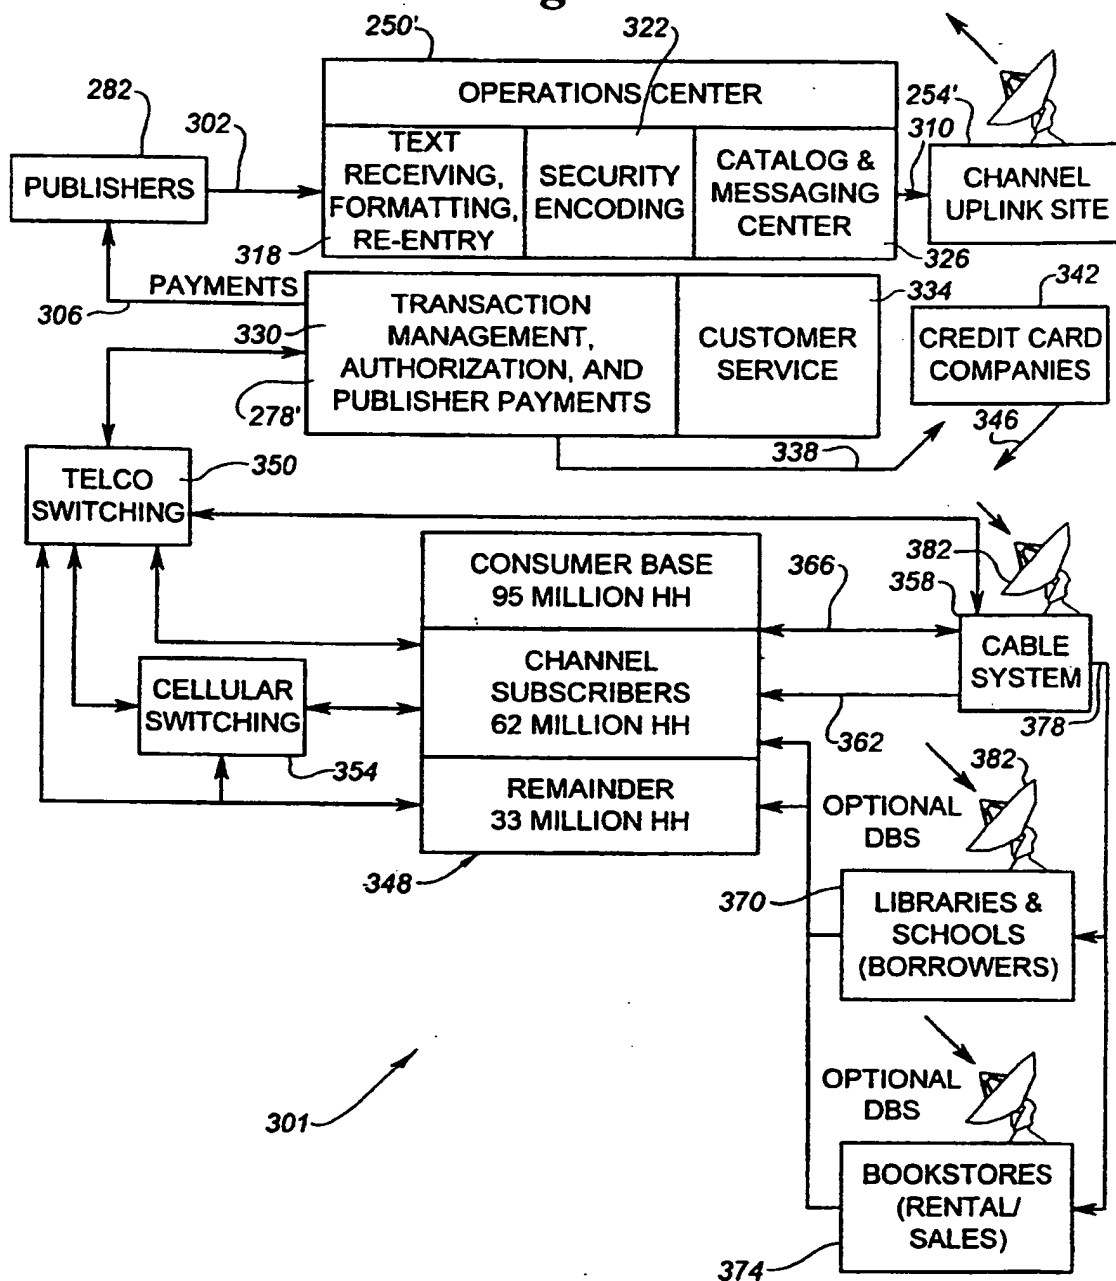 g
250'
322
282
302
OPERATIONS CENTER
254'
310
PUBLISHERS
TEXT
RECEIVING,
FORMATTING,
RE-ENTRY
318
SECURITY
ENCODING
CATALOG &
MESSAGING
CENTER
326
CHANNEL
UPLINK SITE
PAYMENTS
306
330
TRANSACTION
MANAGEMENT,
AUTHORIZATION, AND
PUBLISHER PAYMENTS
278'
334
CUSTOMER
SERVICE
342
CREDIT CARD
COMPANIES
346
338
TELCO
SWITCHING
350
CONSUMER BASE
95 MILLION HH
366
382
358
CHANNEL
SUBSCRIBERS
62 MILLION HH
CABLE
SYSTEM
378
362
CELLULAR
SWITCHING
354
REMAINDER
33 MILLION HH
348
382
OPTIONAL
DBS
370
LIBRARIES &
SCHOOLS
(BORROWERS)
301
OPTIONAL
DBS
BOOKSTORES
(RENTAL/
SALES)
374